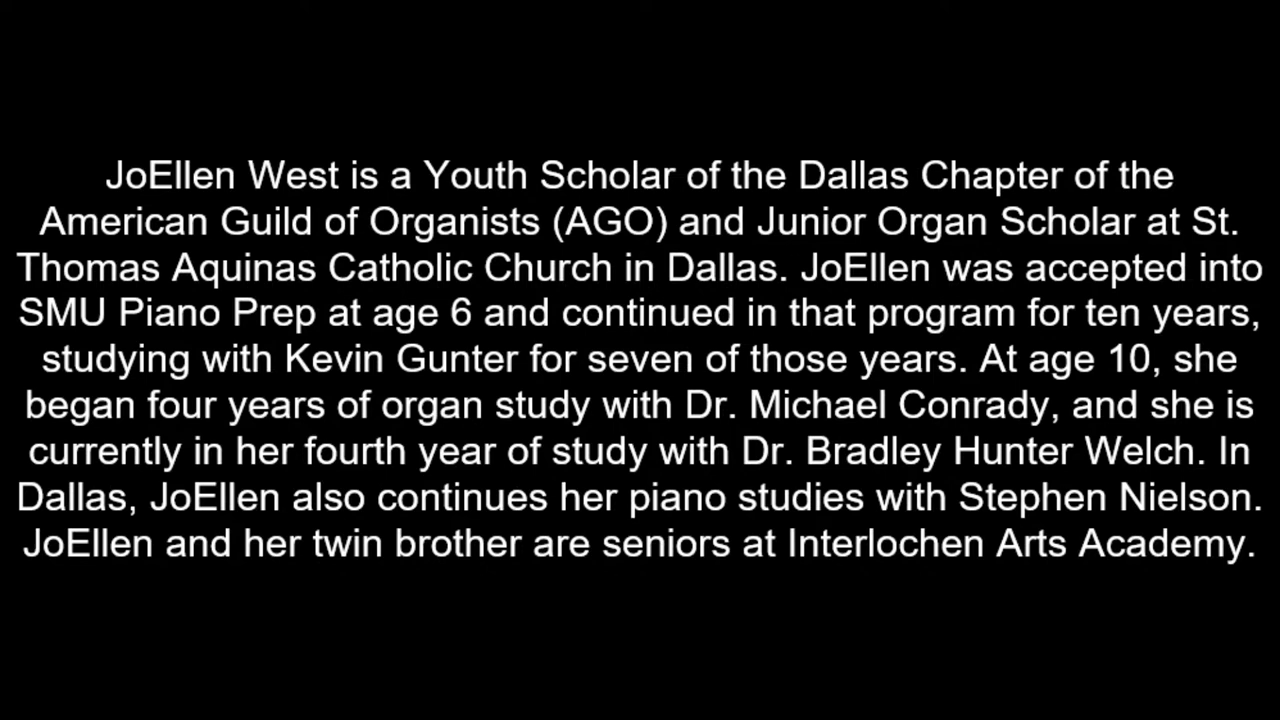 JoEllen West is a Youth Scholar of the Dallas Chapter of the
American Guild of Organists (AGO) and Junior Organ Scholar at St.
Thomas Aquinas Catholic Church in Dallas. JoEllen was accepted into
SMU Piano Prep at age 6 and continued in that program for ten years,
studying with Kevin Gunter for seven of those years. At age 10, she
began four years of organ study with Dr. Michael Conrady, and she is
currently in her fourth year of study with Dr. Bradley Hunter Welch. In
Dallas, JoEllen also continues her piano studies with Stephen Nielson.
JoEllen and her twin brother are seniors at Interlochen Arts Academy.